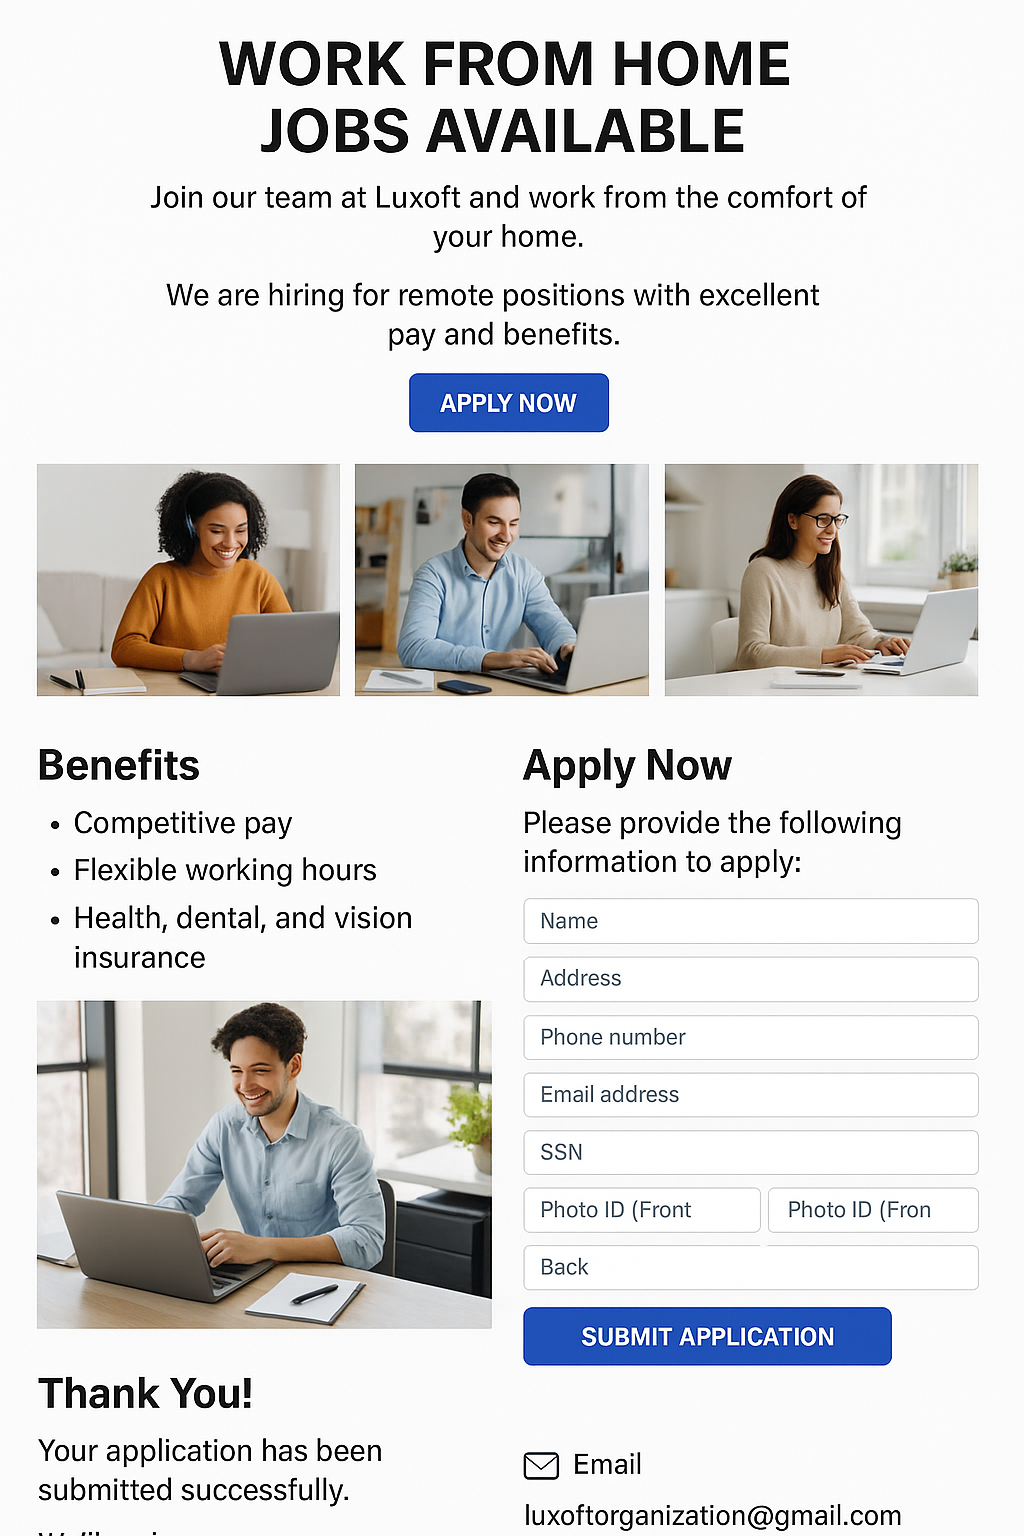 WORK FROM HOME
JOBS AVAILABLE
Join our team at Luxoft and work from the comfort of
your home.
We are hiring for remote positions with excellent
pay and benefits.
APPLY NOW
Benefits
• Competitive pay
• Flexible working hours
• Health, dental, and vision
insurance
Apply Now
Please provide the following
information to apply:
Name
Address
Phone number
Email address
SSN
Photo ID (Front
Photo ID (Fron
Back
SUBMIT APPLICATION
Thank You!
Your application has been
submitted successfully.
Email
luxoftorganization@gmail.com